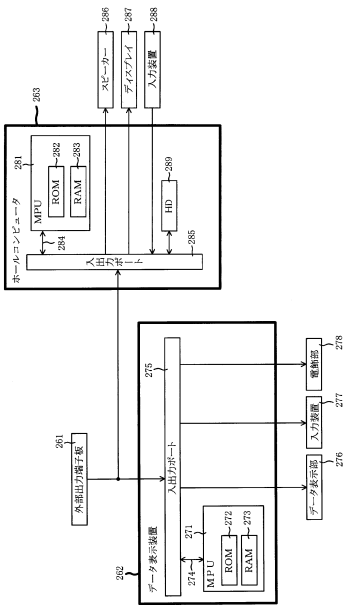 261
外部出力端子板
262
データ表示装置
入出力ポート
275
274
271
MPU
ROM
272
RAM
273
データ表示部
276
入力装置
277
電飾部
278
263
ホールコンピュータ
281
MPU
ROM
282
RAM
283
284
入出力ポート
285
HD
289
スピーカー
286
ディスプレイ
287
入力装置
288